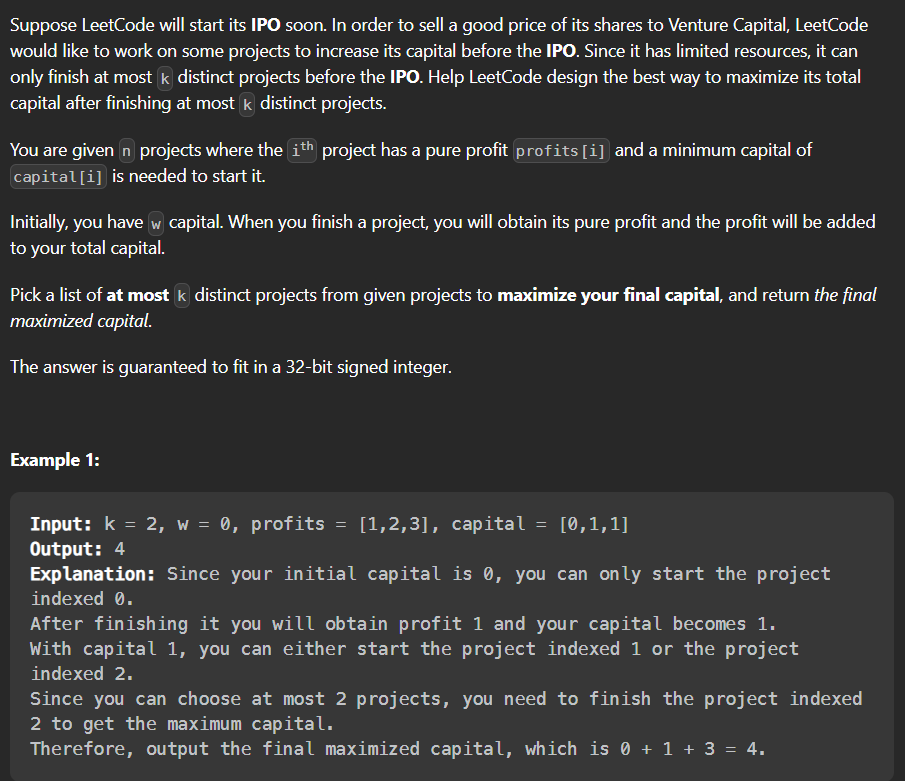 Suppose LeetCode will start its IPO soon. In order to sell a good price of its shares to Venture Capital, LeetCode
would like to work on some projects to increase its capital before the IPO. Since it has limited resources, it can
only finish at most k distinct projects before the IPO. Help LeetCode design the best way to maximize its total
capital after finishing at most k distinct projects.
You are given n projects where the ith project has a pure profit profits[i] and a minimum capital of
capital[i] is needed to start it.
Initially, you have w capital. When you finish a project, you will obtain its pure profit and the profit will be added
to your total capital.
Pick a list of at most k distinct projects from given projects to maximize your final capital, and return the final
maximized capital.
The answer is guaranteed to fit in a 32-bit signed integer.
Example 1:
Input: k = 2, w = 0, profits = [1,2,3], capital = [0,1,1]
Output: 4
Explanation: Since your initial capital is 0, you can only start the project
indexed 0.
After finishing it you will obtain profit 1 and your capital becomes 1.
With capital 1, you can either start the project indexed 1 or the project
indexed 2.
Since you can choose at most 2 projects, you need to finish the project indexed
2 to get the maximum capital.
Therefore, output the final maximized capital, which is 0 + 1 + 3 = 4.